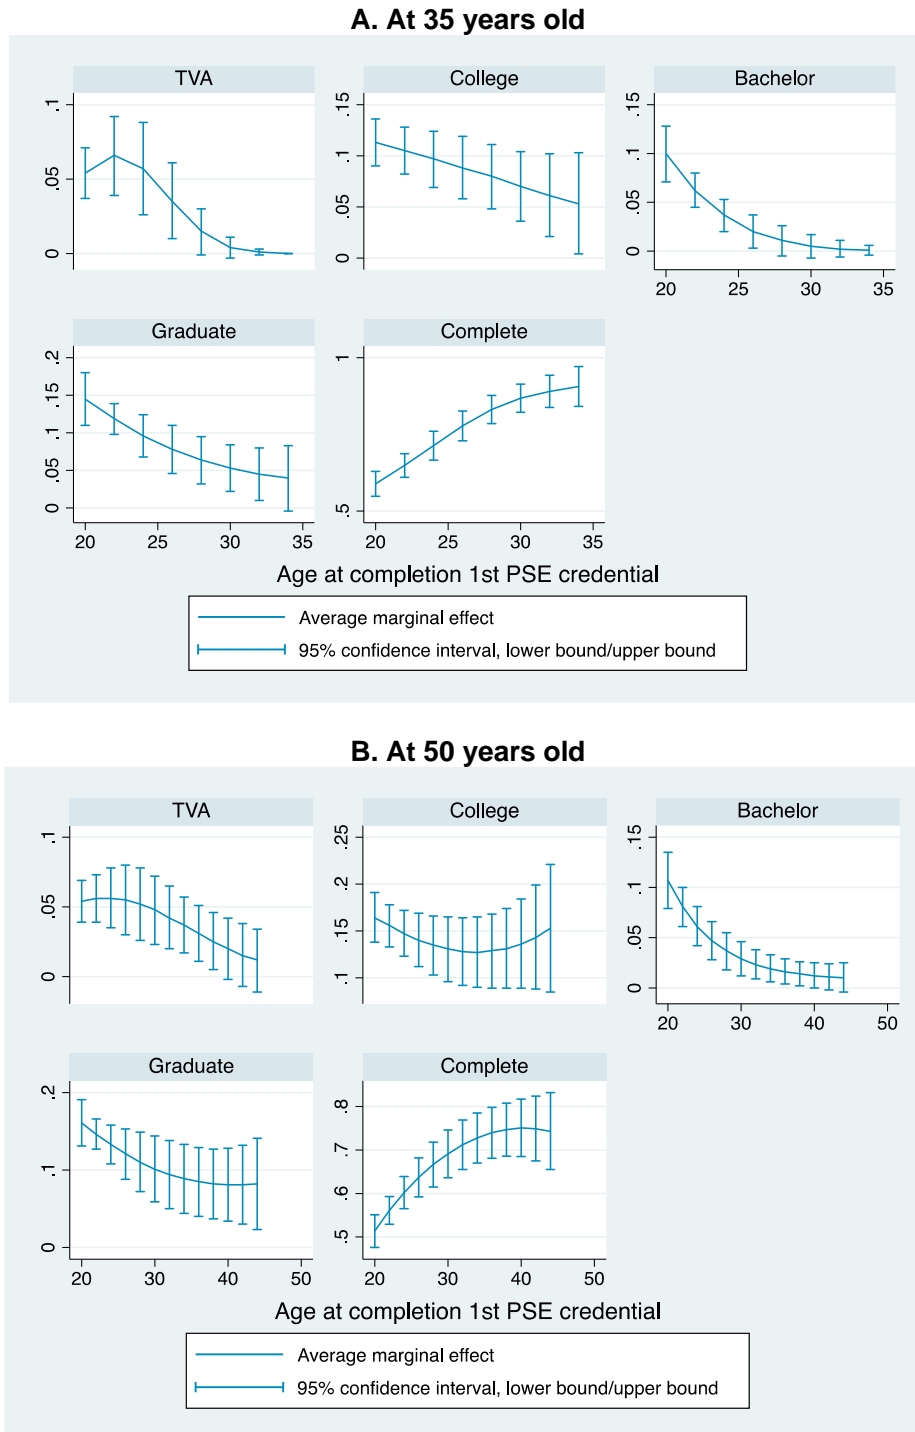 A. At 35 years old
TVA College Bachelor
.1
.05
0
.15
.1
.05
0
.15
.1
.05
0
20 25 30 35
Graduate Complete
.2
.15
.1
.05
0
1
.5
20 25 30 35 20 25 30 35
Age at completion 1st PSE credential
Average marginal effect
95% confidence interval, lower bound/upper bound
B. At 50 years old
TVA College Bachelor
.1
.05
0
.25
.2
.15
.1
.15
.1
.05
0
20 30 40 50
Graduate Complete
.2
.1
0
.8
.7
.6
.5
20 30 40 50 20 30 40 50
Age at completion 1st PSE credential
Average marginal effect
95% confidence interval, lower bound/upper bound